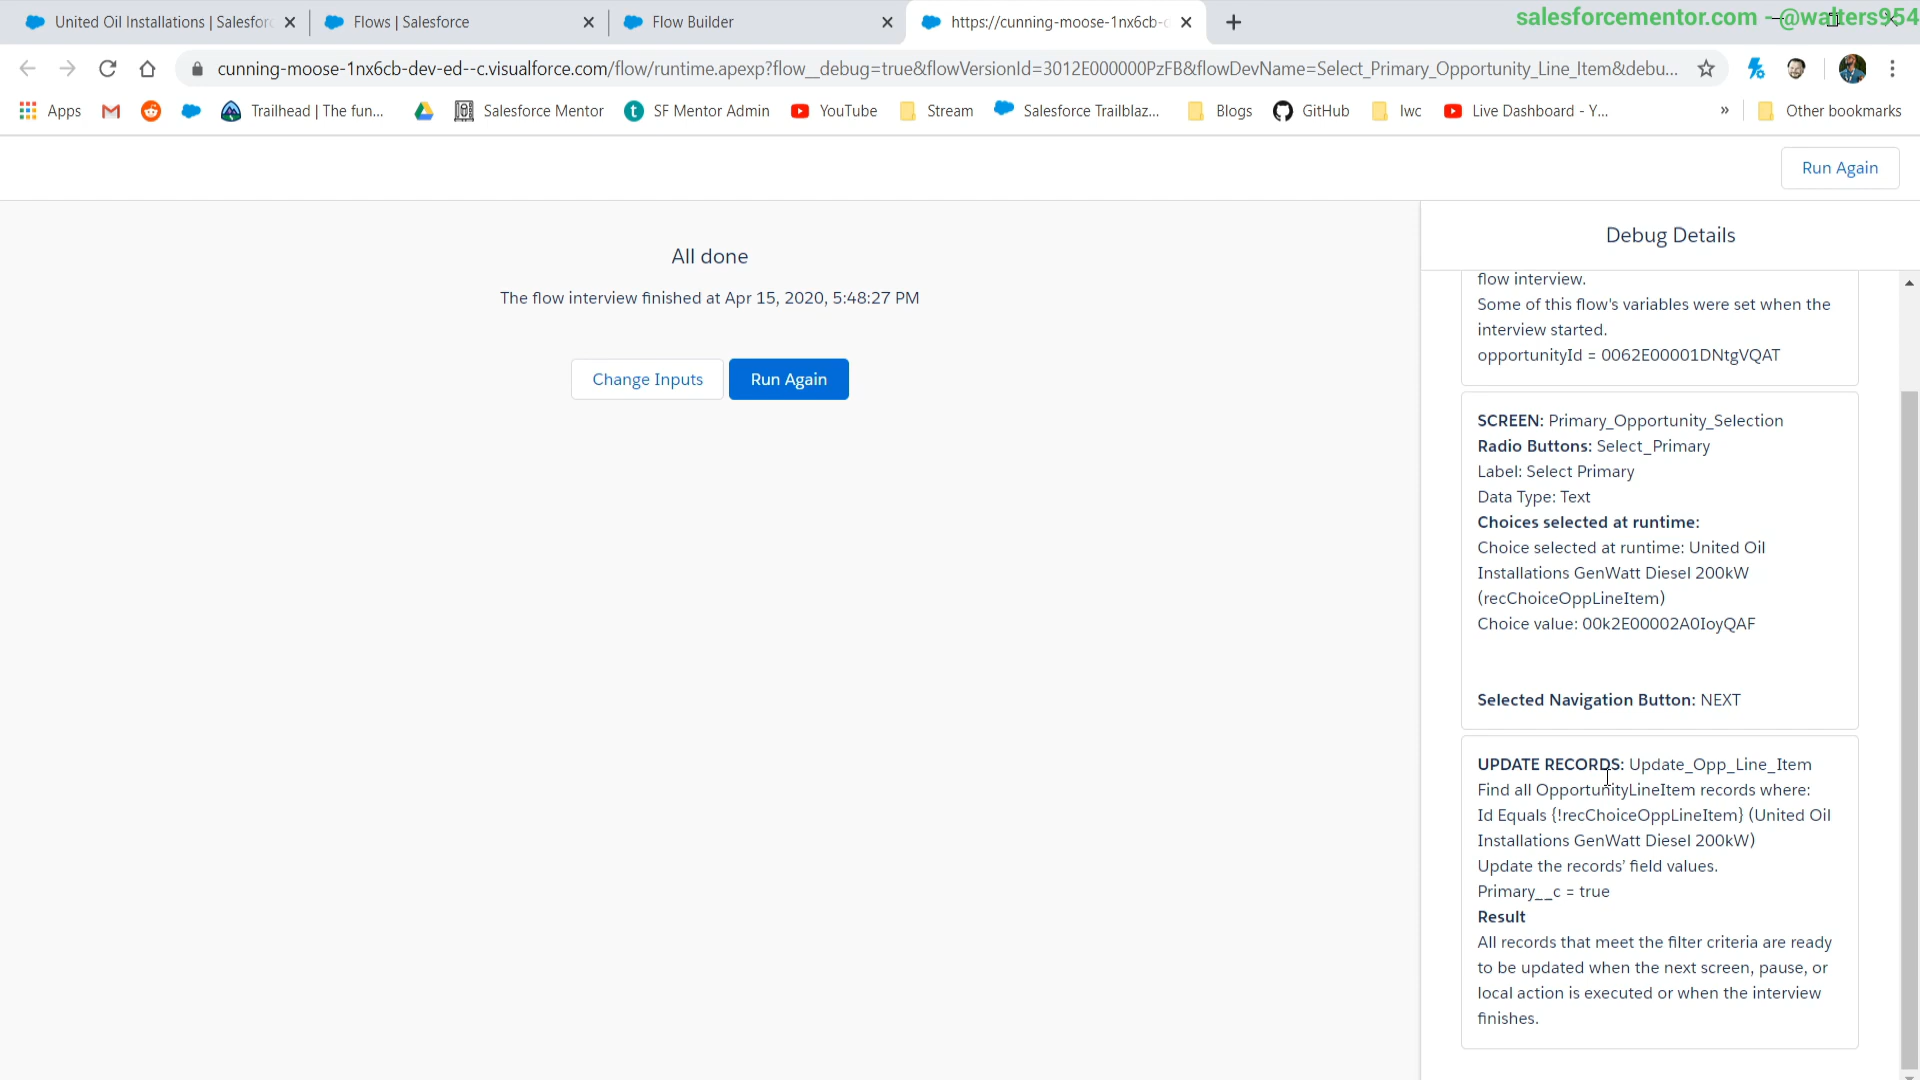 United Oil Installations | Salesforc
Flows | Salesforce
Flow Builder
https://cunning-moose-1nx6cb-d
salesforcementor.com - @walters954
cunning-moose-1nx6cb-dev-ed--c.visualforce.com/flow/runtime.apexp?flow__debug=true&flowVersionId=3012E000000PzFB&flowDevName=Select_Primary_Opportunity_Line_Item&debu...
Apps
Trailhead | The fun...
Salesforce Mentor
SF Mentor Admin
YouTube
Stream
Salesforce Trailblaz...
Blogs
GitHub
lwc
Live Dashboard - Y...
»
Other bookmarks
Run Again
All done
The flow interview finished at Apr 15, 2020, 5:48:27 PM
Change Inputs
Run Again
Debug Details
flow interview.
Some of this flow's variables were set when the
interview started.
opportunityId = 0062E00001DNtgVQAT
SCREEN: Primary_Opportunity_Selection
Radio Buttons: Select_Primary
Label: Select Primary
Data Type: Text
Choices selected at runtime:
Choice selected at runtime: United Oil
Installations GenWatt Diesel 200kW
(recChoiceOppLineItem)
Choice value: 00k2E00002A0IoyQAF
Selected Navigation Button: NEXT
UPDATE RECORDS: Update_Opp_Line_Item
Find all OpportunityLineItem records where:
Id Equals {!recChoiceOppLineItem} (United Oil
Installations GenWatt Diesel 200kW)
Update the records’ field values.
Primary__c = true
Result
All records that meet the filter criteria are ready
to be updated when the next screen, pause, or
local action is executed or when the interview
finishes.